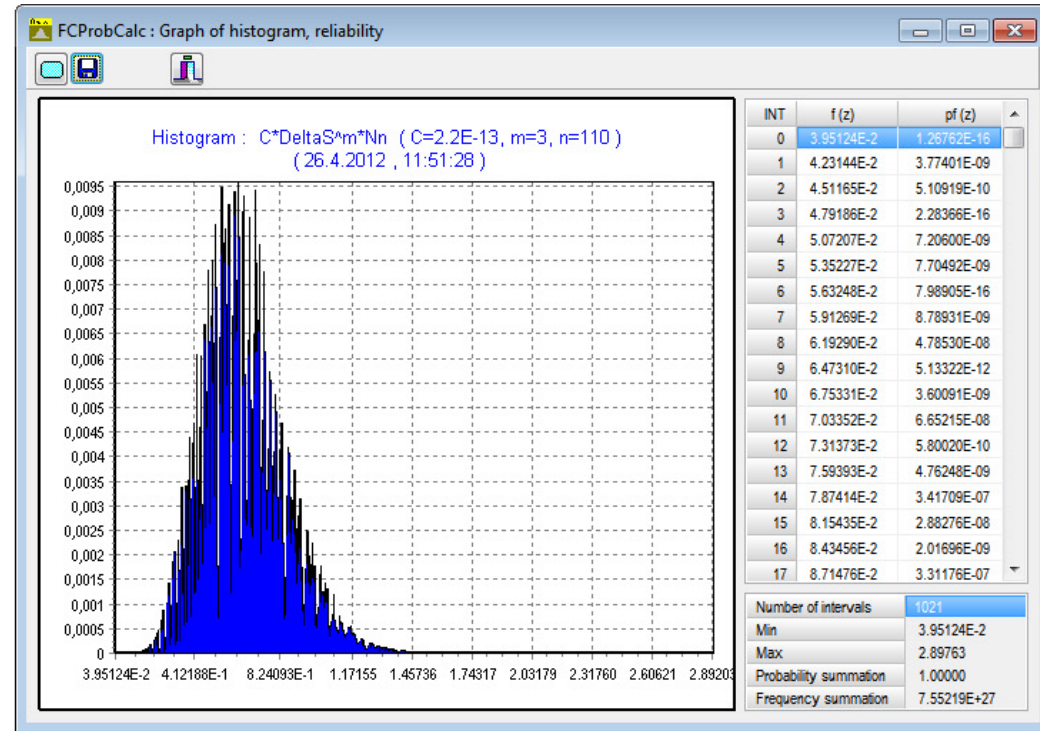 FCProbCalc : Graph of histogram, reliability
Histogram : C*DeltaS^m*Nn ( C=2.2E-13, m=3, n=110 )
( 26.4.2012 , 11:51:28 )
0,0095
0,009
0,0085
0,008
0,0075
0,007
0,0065
0,006
0,0055
0,005
0,0045
0,004
0,0035
0,003
0,0025
0,002
0,0015
0,001
0,0005
0
3.95124E-2 4.12188E-1 8.24093E-1 1.17155 1.45736 1.74317 2.03179 2.31760 2.60621 2.89203
INT f (z) pf (z)
0 3.95124E-2 1.26762E-16
1 4.23144E-2 3.77401E-09
2 4.51165E-2 5.10919E-10
3 4.79186E-2 2.28366E-16
4 5.07207E-2 7.20600E-09
5 5.35227E-2 7.70492E-09
6 5.63248E-2 7.98905E-16
7 5.91269E-2 8.78931E-09
8 6.19290E-2 4.78530E-08
9 6.47310E-2 5.13322E-12
10 6.75331E-2 3.60091E-09
11 7.03352E-2 6.65215E-08
12 7.31373E-2 5.80020E-10
13 7.59393E-2 4.76248E-09
14 7.87414E-2 3.41709E-07
15 8.15435E-2 2.88276E-08
16 8.43456E-2 2.01696E-09
17 8.71476E-2 3.31176E-07
Number of intervals 1021
Min 3.95124E-2
Max 2.89763
Probability summation 1.00000
Frequency summation 7.55219E+27